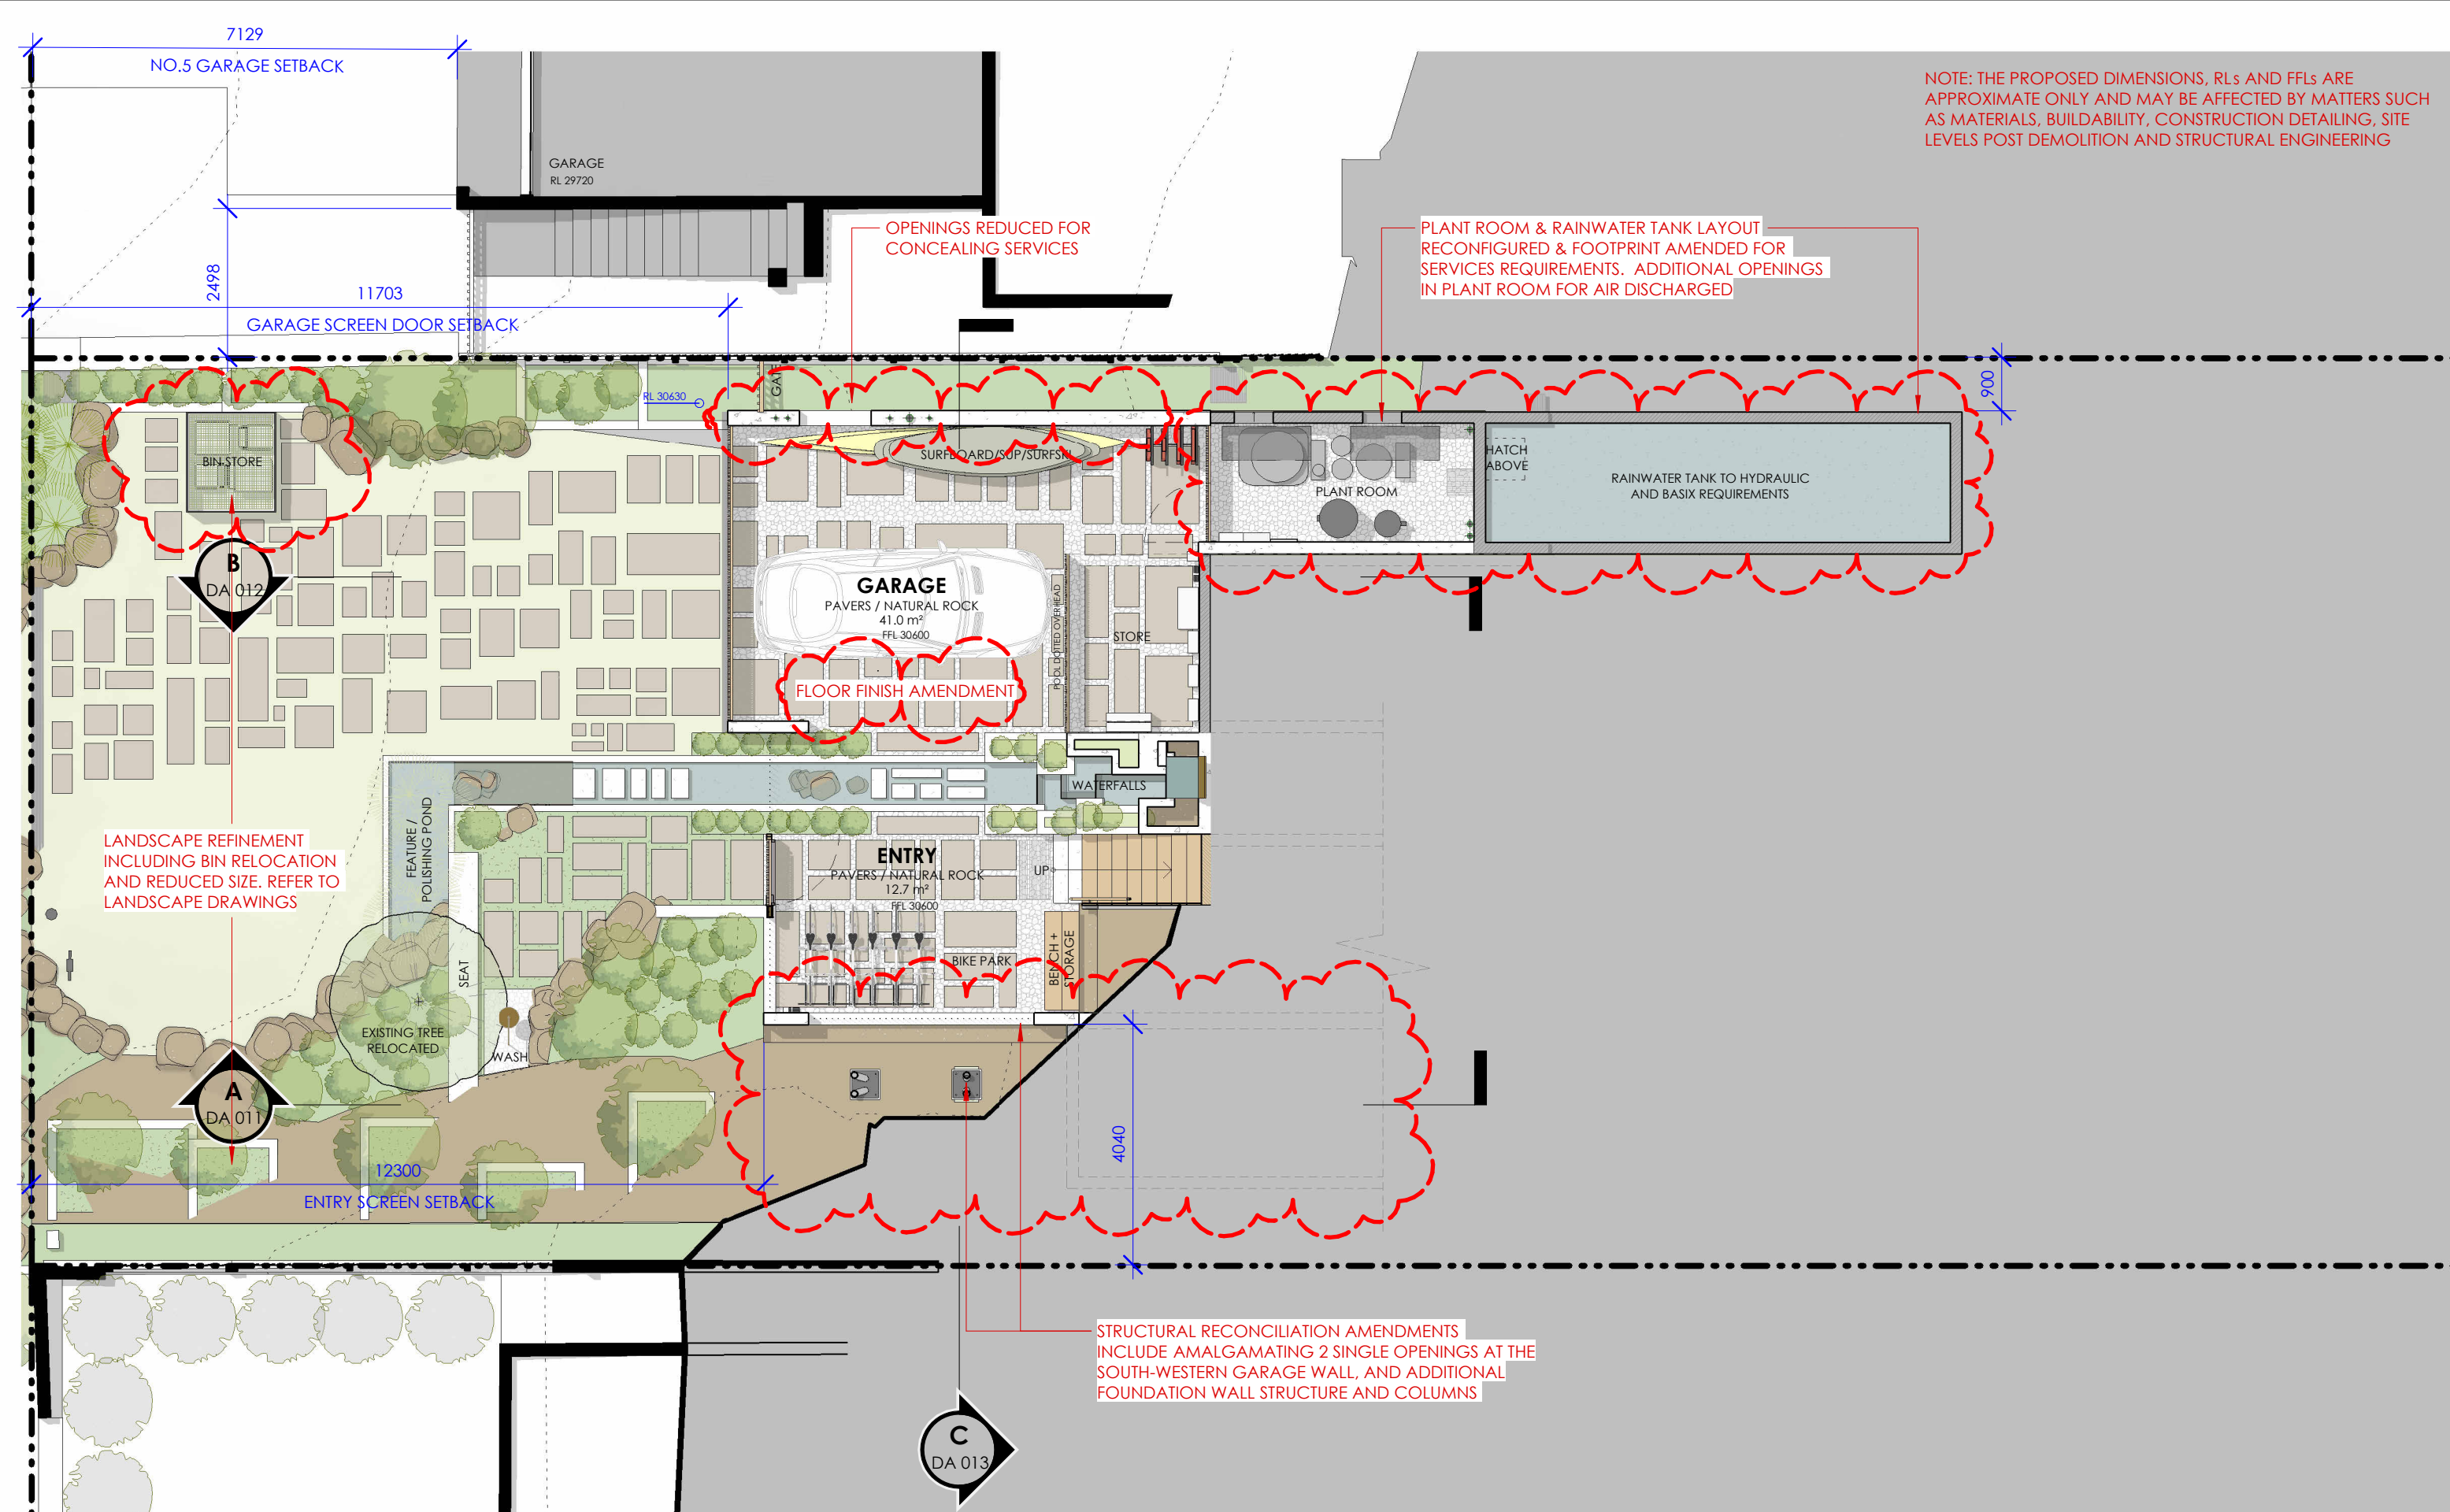 7129
NO.5 GARAGE SETBACK
NOTE: THE PROPOSED DIMENSIONS, RLs AND FFLs ARE
APPROXIMATE ONLY AND MAY BE AFFECTED BY MATTERS SUCH
AS MATERIALS, BUILDABILITY, CONSTRUCTION DETAILING, SITE
LEVELS POST DEMOLITION AND STRUCTURAL ENGINEERING
GARAGE
RL 29720
OPENINGS REDUCED FOR
CONCEALING SERVICES
PLANT ROOM & RAINWATER TANK LAYOUT
RECONFIGURED & FOOTPRINT AMENDED FOR
SERVICES REQUIREMENTS. ADDITIONAL OPENINGS
IN PLANT ROOM FOR AIR DISCHARGED
2498
11703
GARAGE SCREEN DOOR SETBACK
900
GATE
RL 30630
BIN STORE
SURFBOARD/SUP/SURFSKI
HATCH
ABOVE
PLANT ROOM
RAINWATER TANK TO HYDRAULIC
AND BASIX REQUIREMENTS
B
DA 012
GARAGE
PAVERS / NATURAL ROCK
41.0 m²
FFL 30600
POOL DOTTED OVERHEAD
STORE
FLOOR FINISH AMENDMENT
WATERFALLS
FEATURE /
POLISHING POND
LANDSCAPE REFINEMENT
INCLUDING BIN RELOCATION
AND REDUCED SIZE. REFER TO
LANDSCAPE DRAWINGS
ENTRY
PAVERS / NATURAL ROCK
12.7 m²
FFL 30600
UP
BIKE PARK
BENCH +
STORAGE
SEAT
EXISTING TREE
RELOCATED
WASH
A
DA 011
12300
ENTRY SCREEN SETBACK
4040
STRUCTURAL RECONCILIATION AMENDMENTS
INCLUDE AMALGAMATING 2 SINGLE OPENINGS AT THE
SOUTH-WESTERN GARAGE WALL, AND ADDITIONAL
FOUNDATION WALL STRUCTURE AND COLUMNS
C
DA 013